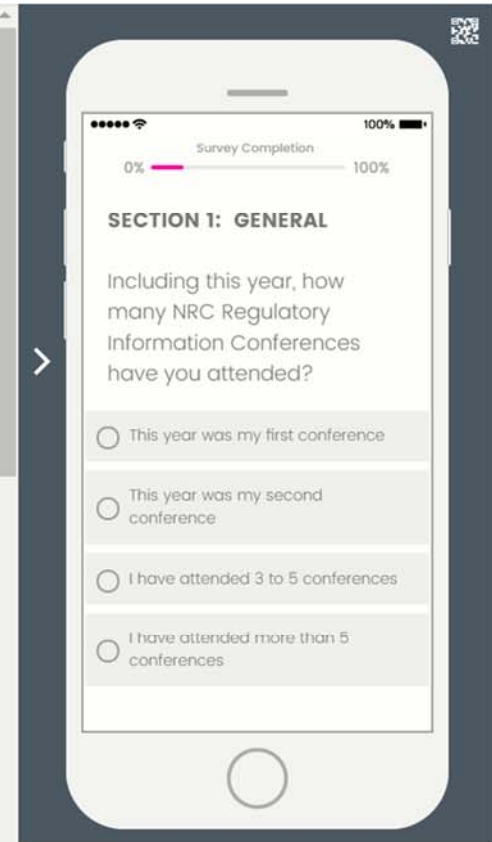 100%
Survey Completion
0% 100%
SECTION 1: GENERAL
Including this year, how
many NRC Regulatory
Information Conferences
have you attended?
This year was my first conference
This year was my second
conference
I have attended 3 to 5 conferences
I have attended more than 5
conferences